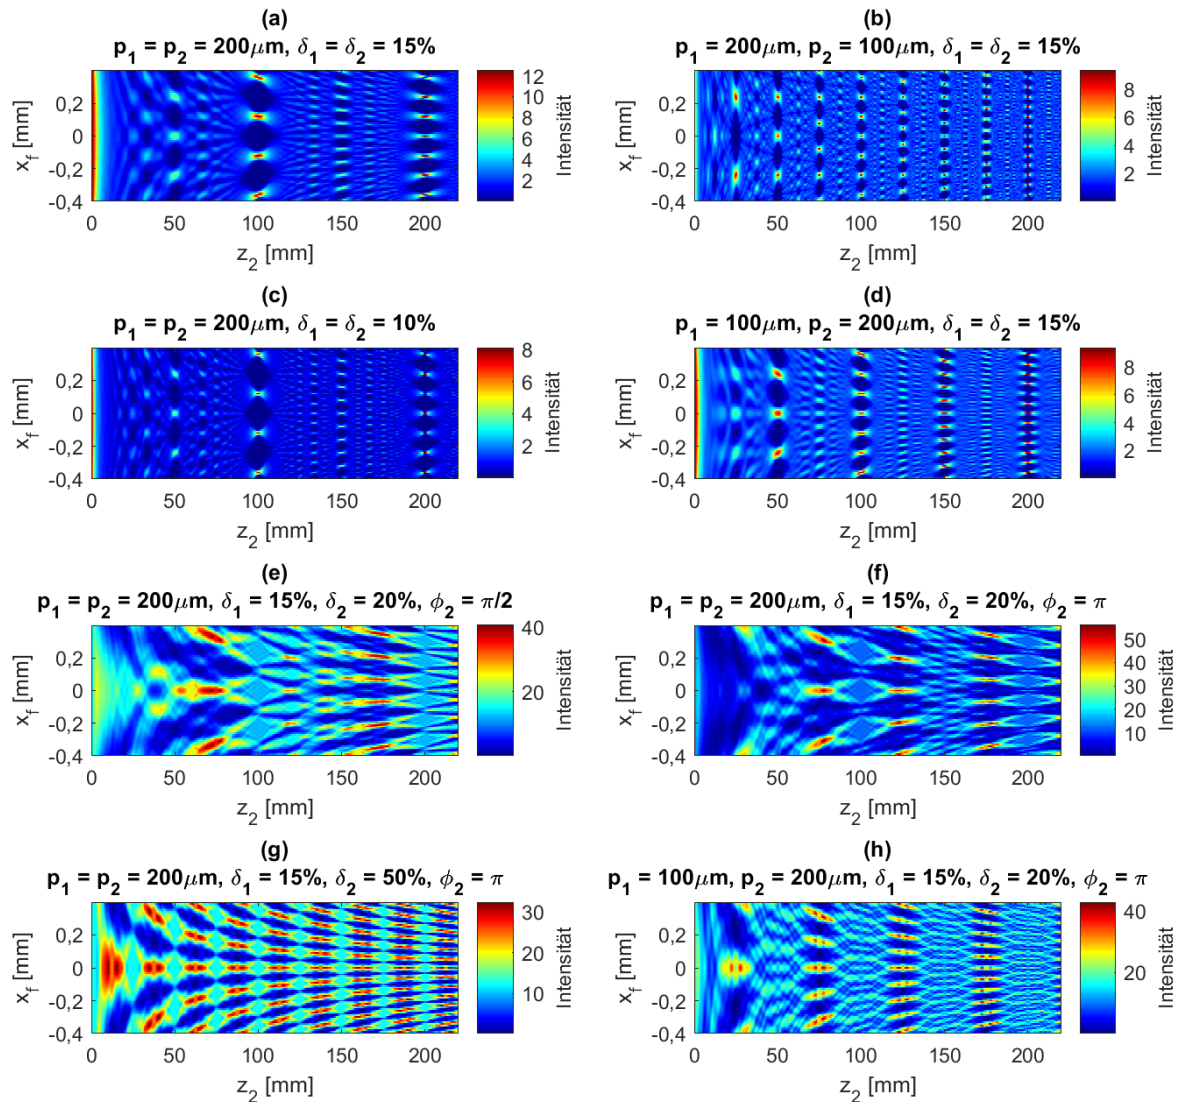 (a)
p₁ = p₂ = 200μm, δ₁ = δ₂ = 15%
x_f [mm]
0,2
0
-0.2
-0.4
0 50 100 150 200
z₂ [mm]
12
10
8
6
4
2
Intensität
(b)
p₁ = 200μm, p₂ = 100μm, δ₁ = δ₂ = 15%
x_f [mm]
0,2
0
-0.2
-0,4
0 50 100 150 200
z₂ [mm]
8
6
4
2
Intensität
(c)
p₁ = p₂ = 200μm, δ₁ = δ₂ = 10%
x_f [mm]
0,2
0
-0.2
-0,4
0 50 100 150 200
z₂ [mm]
8
6
4
2
Intensität
(d)
p₁ = 100μm, p₂ = 200μm, δ₁ = δ₂ = 15%
x_f [mm]
0,2
0
-0.2
-0,4
0 50 100 150 200
z₂ [mm]
8
6
4
2
Intensität
(e)
p₁ = p₂ = 200μm, δ₁ = 15%, δ₂ = 20%, ϕ₂ = π/2
x_f [mm]
0,2
0
-0.2
-0.4
0 50 100 150 200
z₂ [mm]
40
30
20
10
Intensität
(f)
p₁ = p₂ = 200μm, δ₁ = 15%, δ₂ = 20%, ϕ₂ = π
x_f [mm]
0,2
0
-0.2
-0,4
0 50 100 150 200
z₂ [mm]
50
40
30
20
10
Intensität
(g)
p₁ = p₂ = 200μm, δ₁ = 15%, δ₂ = 50%, ϕ₂ = π
x_f [mm]
0,2
0
-0.2
-0,4
0 50 100 150 200
z₂ [mm]
30
20
10
Intensität
(h)
p₁ = 100μm, p₂ = 200μm, δ₁ = 15%, δ₂ = 20%, ϕ₂ = π
x_f [mm]
0,2
0
-0.2
-0,4
0 50 100 150 200
z₂ [mm]
40
30
20
Intensität